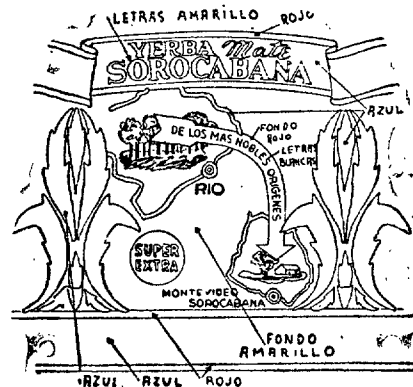 LETRAS AMARILLO
ROJO
YERBA Mate
SOROCABANA
AZUL
DE LOS MAS NOBLES ORIGENES
FONDO
ROJO
LETRAS
BLANCAS
RIO
SUPER
EXTRA
MONTEVIDEO
SOROCABANA
FONDO
AMARILLO
AZUL
AZUL
ROJO